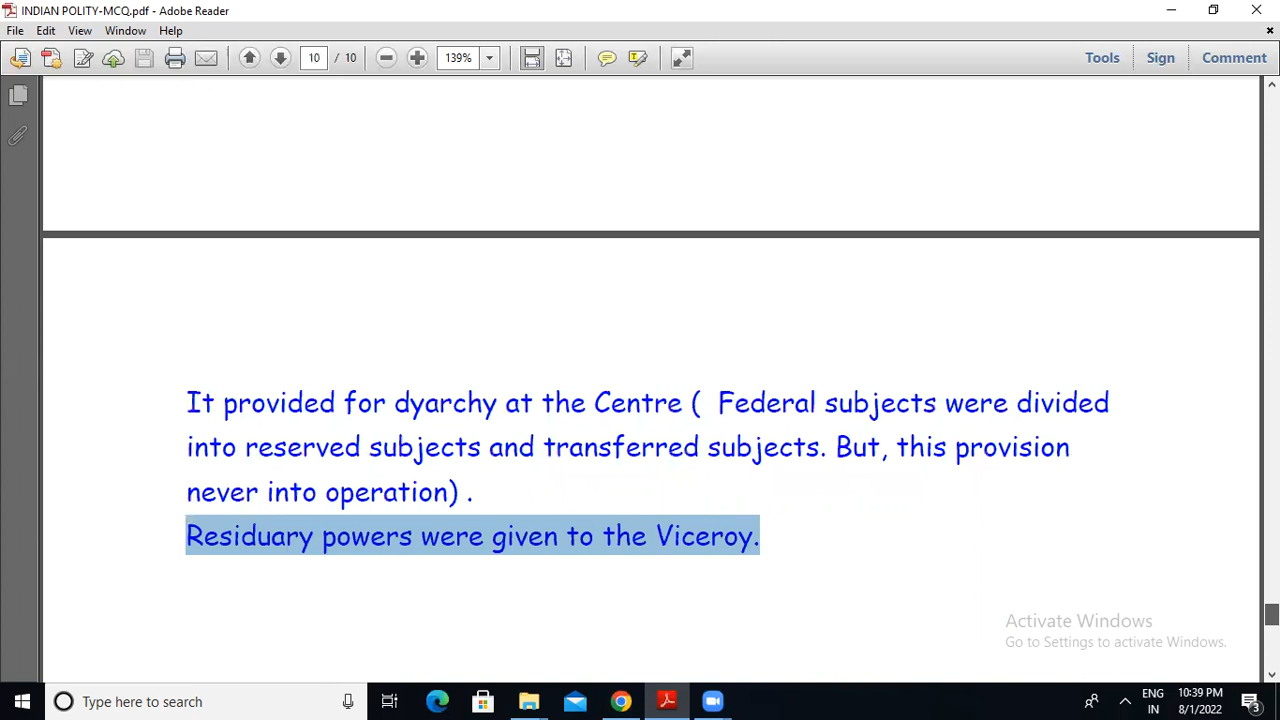 INDIAN POLITY-MCQ.pdf - Adobe Reader
File Edit View Window Help
10 / 10 139% Tools Sign Comment
It provided for dyarchy at the Centre ( Federal subjects were divided
into reserved subjects and transferred subjects. But, this provision
never into operation) .
Residuary powers were given to the Viceroy.
Activate Windows
Go to Settings to activate Windows.
Type here to search
ENG
IN
10:39 PM
8/1/2022
3